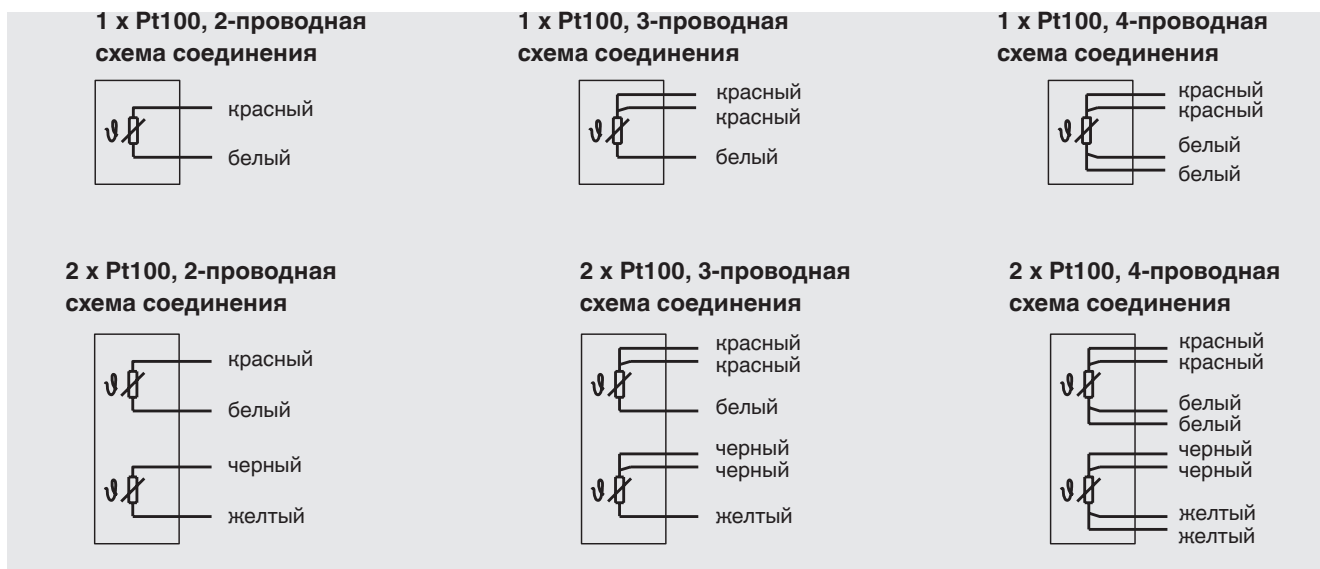 1 x Pt100, 2-проводная
схема соединения
красный
белый
1 x Pt100, 3-проводная
схема соединения
красный
красный
белый
1 x Pt100, 4-проводная
схема соединения
красный
красный
белый
белый
2 x Pt100, 2-проводная
схема соединения
красный
белый
черный
желтый
2 x Pt100, 3-проводная
схема соединения
красный
красный
белый
черный
черный
2 x Pt100, 4-проводная
схема соединения
желтый
красный
красный
белый
белый
черный
черный
желтый
желтый
ϑ
ϑ
ϑ
ϑ
ϑ
ϑ
ϑ
ϑ
ϑ